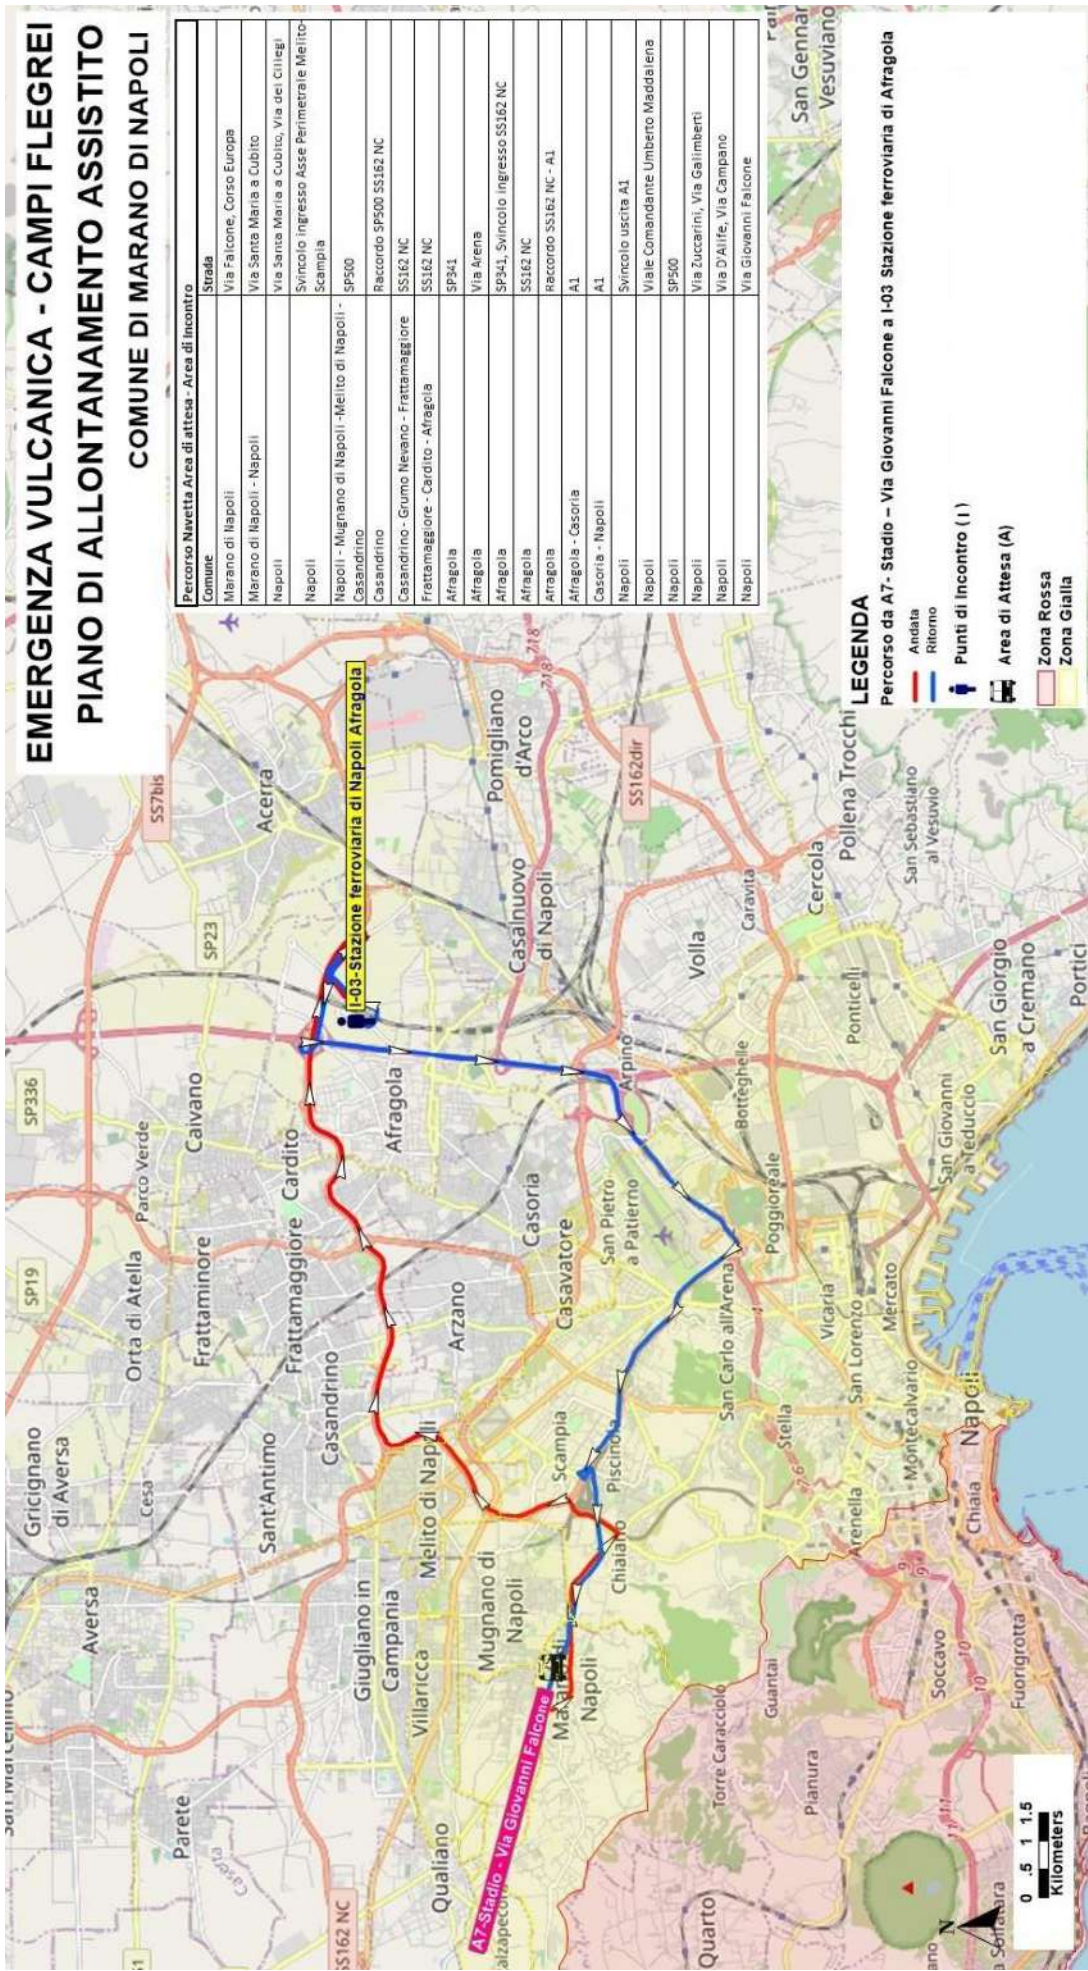 EMERGENZA VULCANICA - CAMPI FLEGREI
PIANO DI ALLONTANAMENTO ASSISTITO
COMUNE DI MARANO DI NAPOLI
Percorso Navetta Area di attesa - Area di Incontro
Comune Strada
Marano di Napoli Via Falcone, Corso Europa
Marano di Napoli - Napoli Via Santa Maria a Cubito
Napoli Via Santa Maria a Cubito, Via dei Ciliegi
Napoli Svincolo ingresso Asse Perimetrale Melito-
Scampia
Napoli - Mugnano di Napoli -Melito di Napoli - SP500
Casandrino
Casandrino Raccordo SP500 SS162 NC
Casandrino - Grumo Nevano - Frattamaggiore SS162 NC
Frattamaggiore - Cardito - Afragola SS162 NC
Afragola SP341
Afragola Via Arena
Afragola SP341, Svincolo ingresso SS162 NC
Afragola SS162 NC
Afragola Raccordo SS162 NC - A1
Afragola - Casoria A1
Casoria - Napoli A1
Napoli Svincolo uscita A1
Napoli Viale Comandante Umberto Maddalena
Napoli SP500
Napoli Via Zuccarini, Via Galimberti
Napoli Via D'Alife, Via Campano
Napoli Via Giovanni Falcone
LEGENDA
Percorso da A7 - Stadio – Via Giovanni Falcone a I-03 Stazione ferroviaria di Afragola
Andata
Ritorno
Punti di Incontro ( I )
Area di Attesa (A)
Zona Rossa
Zona Gialla
I-03-Stazione ferroviaria di Napoli Afragola
A7-Stadio - Via Giovanni Falcone
N
0 .5 1 1.5
Kilometers
Gricignano
di Aversa
Cesa
Aversa
Parete
Caserta
Sant'Antimo
Orta di Atella
Parco Verde
Frattaminore
Caivano
SP19
SP336
SP23
SS7bis
Acerra
Frattamaggiore
Cardito
Casandrino
Giugliano in
Campania
Villaricca
Qualiano
SS162 NC
Melito di Napoli
Mugnano di
Napoli
Arzano
Afragola
Casoria
Casavatore
Casalnuovo
di Napoli
Pomigliano
d'Arco
718
718
SS162dir
Scampia
Piscinola
Chiaiano
Napoli
San Pietro
a Patierno
Arpino
Volla
Caravita
Cercola
Pollena Trocchi
San Sebastiano
al Vesuvio
San Gennar
Vesuviano
Botteghelle
Poggioreale
Ponticelli
San Giorgio
a Cremano
Portici
San Giovanni
a Teduccio
San Carlo all'Arena
Stella
Vicaria
San Lorenzo
Mercato
Montecalvario
Napoli
Arenella
Chiaia
Guantai
Torre Caracciolo
Pianura
Soccavo
Fuorigrotta
Quarto
10
10
11
11
9